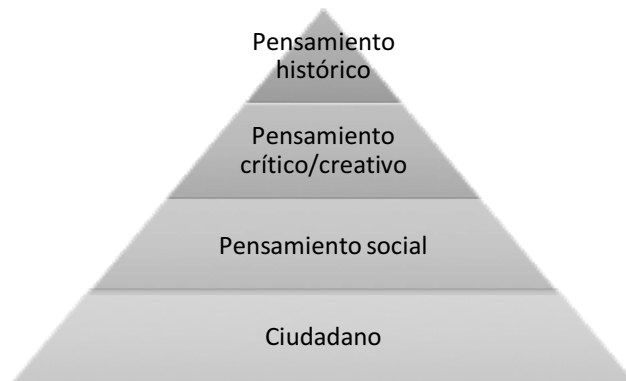 Pensamiento
histórico
Pensamiento
crítico/creativo
Pensamiento social
Ciudadano